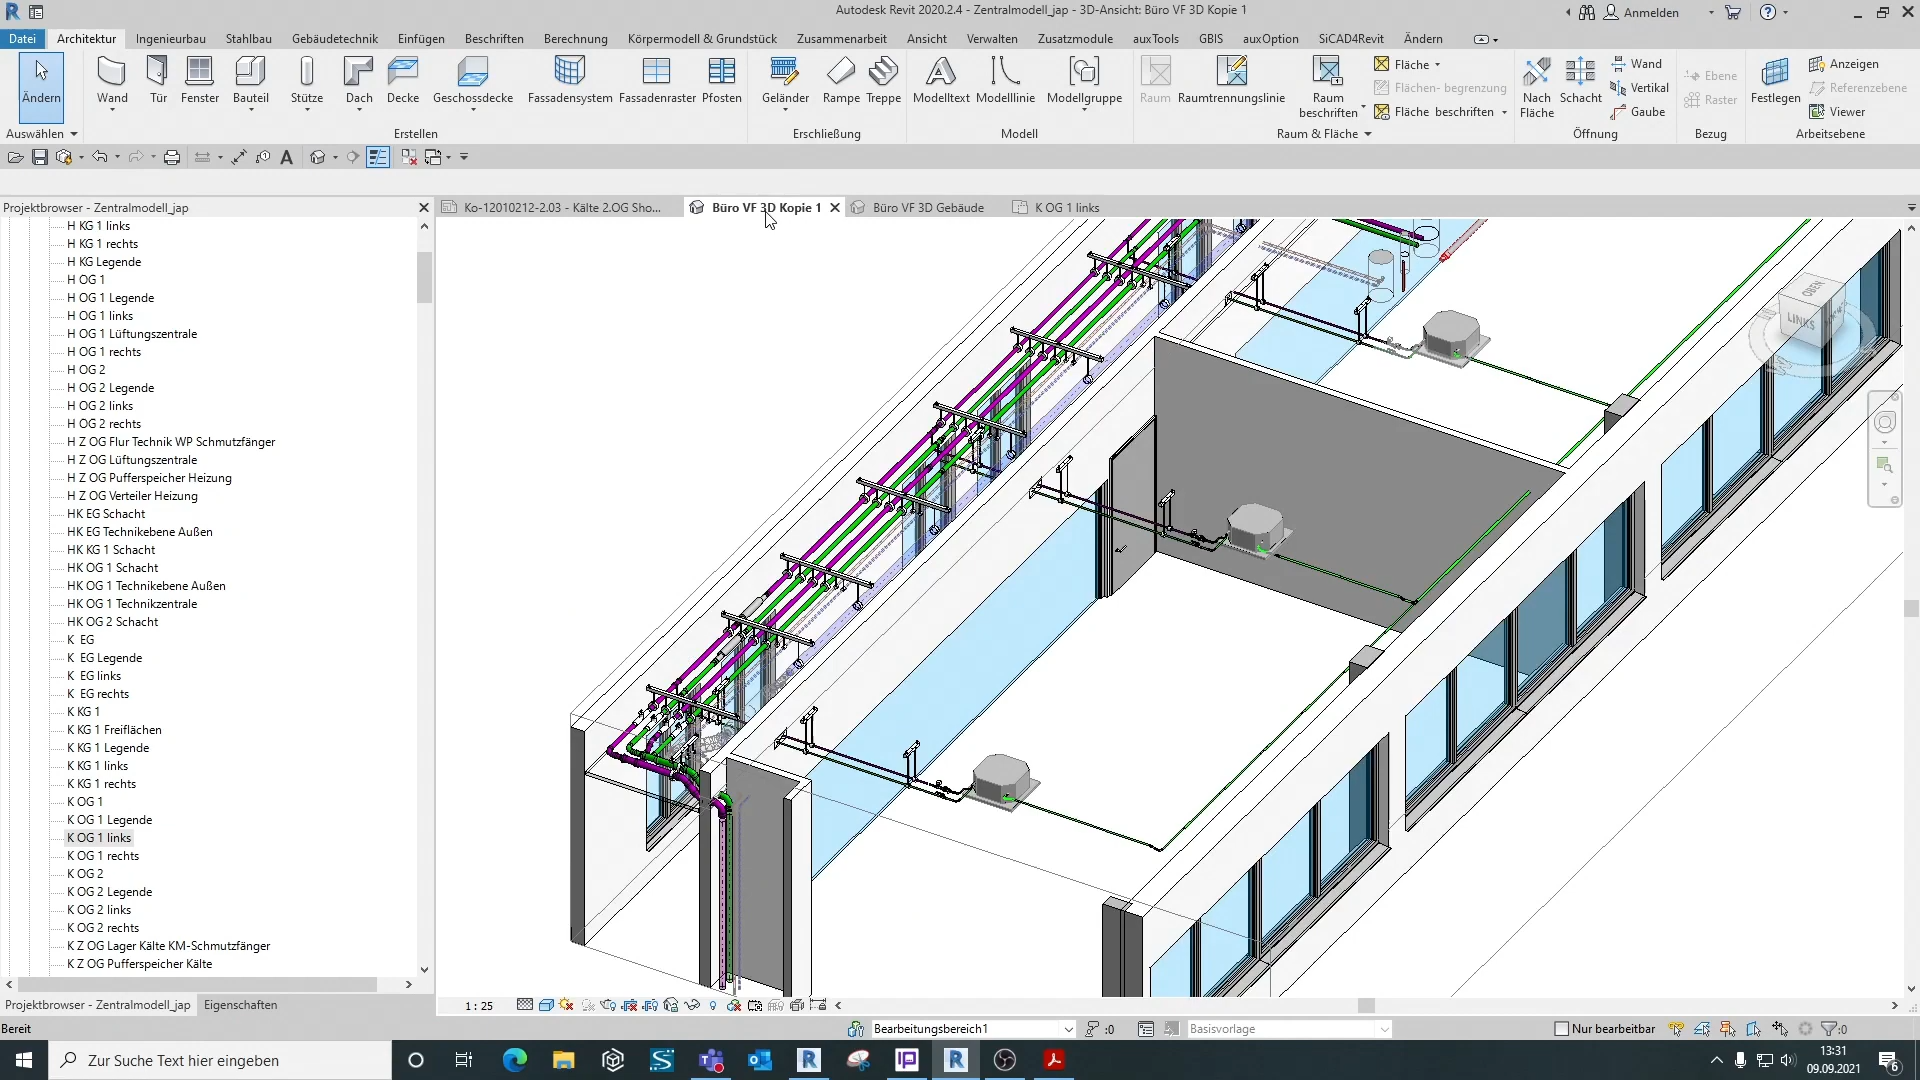 Autodesk Revit 2020.2.4 - Zentralmodell_jap - 3D-Ansicht: Büro VF 3D Kopie 1
Anmelden
Datei Architektur Ingenieurbau Stahlbau Gebäudetechnik Einfügen Beschriften Berechnung Körpermodell & Grundstück Zusammenarbeit Ansicht Verwalten Zusatzmodule auxTools GBIS auxOption SiCAD4Revit Ändern
Ändern Wand Tür Fenster Bauteil Stütze Dach Decke Geschossdecke Fassadensystem Fassadenraster Pfosten Geländer Rampe Treppe Modelltext Modelllinie Modellgruppe Raum Raumtrennungslinie Raum beschriften
Fläche
Flächen- begrenzung
Fläche beschriften
Nach Fläche Schacht
Wand
Vertikal
Gaube
Ebene
Raster
Festlegen
Anzeigen
Referenzebene
Viewer
Auswählen Erstellen Erschließung Modell Raum & Fläche Öffnung Bezug Arbeitsebene
Projektbrowser - Zentralmodell_jap
Ko-12010212-2.03 - Kälte 2.OG Sho... Büro VF 3D Kopie 1 Büro VF 3D Gebäude K OG 1 links
H KG 1 links
H KG 1 rechts
H KG Legende
H OG 1
H OG 1 Legende
H OG 1 links
H OG 1 Lüftungszentrale
H OG 1 rechts
H OG 2
H OG 2 Legende
H OG 2 links
H OG 2 rechts
H Z OG Flur Technik WP Schmutzfänger
H Z OG Lüftungszentrale
H Z OG Pufferspeicher Heizung
H Z OG Verteiler Heizung
HK EG Schacht
HK EG Technikebene Außen
HK KG 1 Schacht
HK OG 1 Schacht
HK OG 1 Technikebene Außen
HK OG 1 Technikzentrale
HK OG 2 Schacht
K EG
K EG Legende
K EG links
K EG rechts
K KG 1
K KG 1 Freiflächen
K KG 1 Legende
K KG 1 links
K KG 1 rechts
K OG 1
K OG 1 Legende
K OG 1 links
K OG 1 rechts
K OG 2
K OG 2 Legende
K OG 2 links
K OG 2 rechts
K Z OG Lager Kälte KM-Schmutzfänger
K Z OG Pufferspeicher Kälte
OBEN
LINKS
Projektbrowser - Zentralmodell_jap Eigenschaften
1 : 25
Bereit
Bearbeitungsbereich1
:0
Basisvorlage
Nur bearbeitbar
:0
Zur Suche Text hier eingeben
13:31
09.09.2021
6